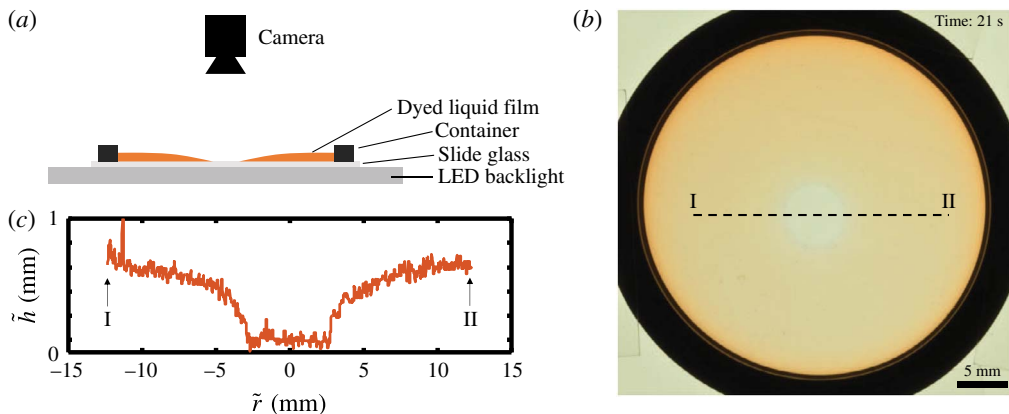 (a)
Camera
Dyed liquid film
Container
Slide glass
LED backlight
(b)
Time: 21 s
I
II
5 mm
(c)
1
h̃ (mm)
0
I
II
–15
–10
–5
0
5
10
15
r̃ (mm)